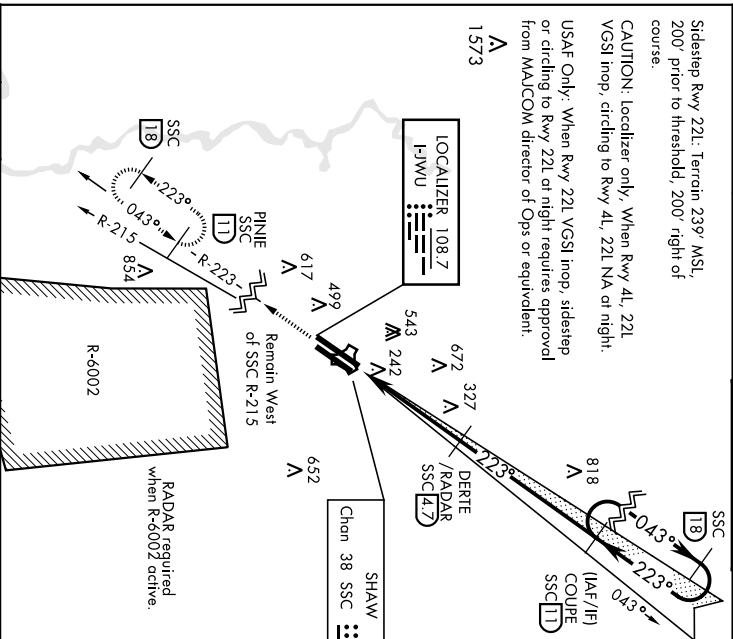 Sidestep Rwy 22L: Terrain 239' MSL,
200' prior to threshold, 200' right of
course.
CAUTION: Localizer only, When Rwy 4L, 22
VGSI inop, circling to Rwy 4L, 22L NA at night.
USAF Only: When Rwy 22L VGSI inop, sidestep
or circling to Rwy 22L at night requires approval
from MAJCOM director of Ops or equivalent.
1573
LOCALIZER 108.7
I-JWU
SSC
18
223°
043°
R-215
PINIE
SSC
11
R-223
854
617
499
543
242
672
327
818
652
Remain West
of SSC R-215
R-6002
RADAR required
when R-6002 active.
SHAW
Chan 38 SSC
DERTE
/RADAR
SSC 4.7
223°
SSC
18
043°
223°
(IAF/IF)
COUPE
SSC 11
043°